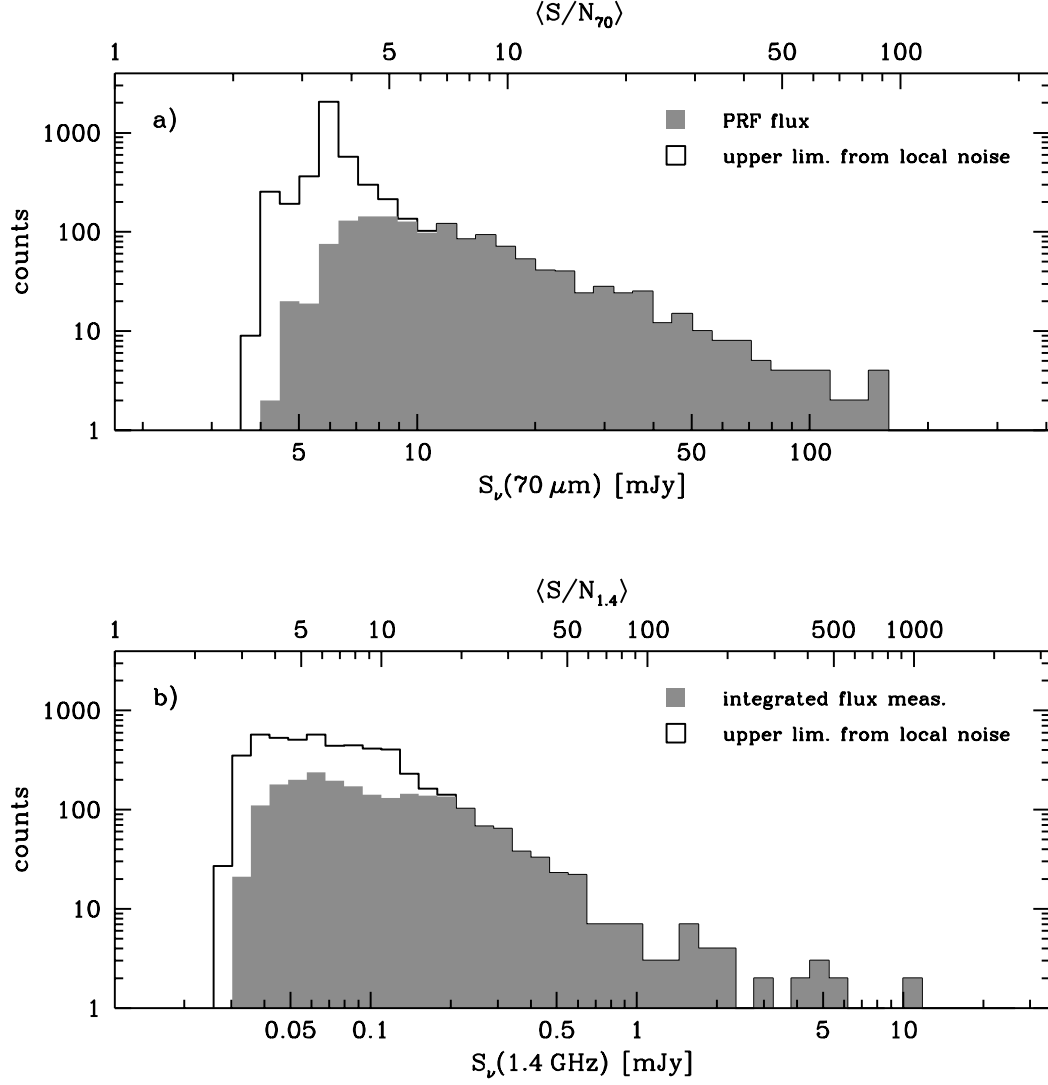 ⟨S/N₇₀⟩
1 5 10 50 100
a)
PRF flux
upper lim. from local noise
1000
100
10
1
counts
5 10 50 100
S_ν(70 μm) [mJy]
⟨S/N₁.₄⟩
1 5 10 50 100 500 1000
b)
integrated flux meas.
upper lim. from local noise
1000
100
10
1
counts
0.05 0.1 0.5 1 5 10
S_ν(1.4 GHz) [mJy]